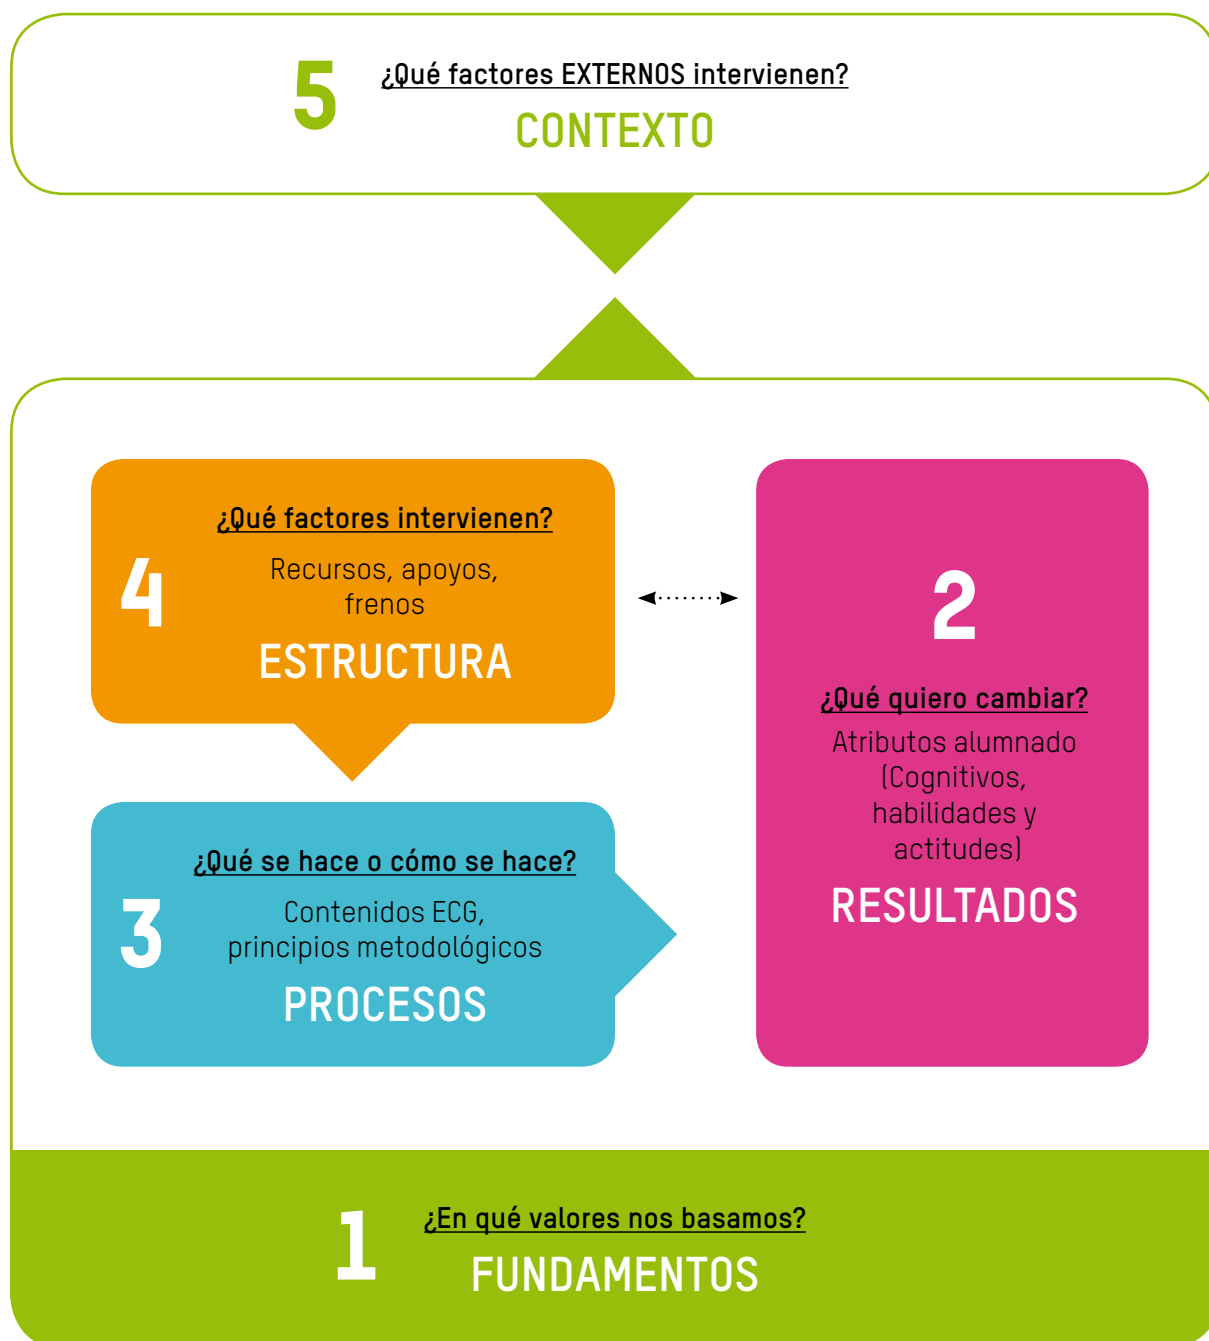 5
¿Qué factores EXTERNOS intervienen?
CONTEXTO
4
¿Qué factores intervienen?
Recursos, apoyos,
frenos
ESTRUCTURA
3
¿Qué se hace o cómo se hace?
Contenidos ECG,
principios metodológicos
PROCESOS
2
¿Qué quiero cambiar?
Atributos alumnado
(Cognitivos,
habilidades y
actitudes)
RESULTADOS
1
¿En qué valores nos basamos?
FUNDAMENTOS